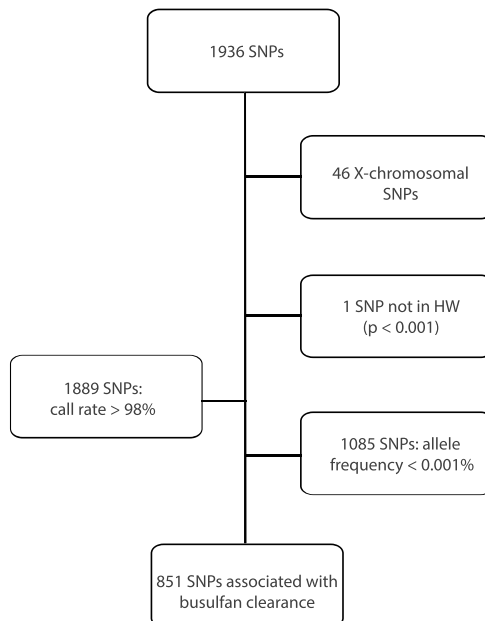 1936 SNPs
46 X-chromosomal
SNPs
1 SNP not in HW
(p < 0.001)
1889 SNPs:
call rate > 98%
1085 SNPs: allele
frequency < 0.001%
851 SNPs associated with
busulfan clearance